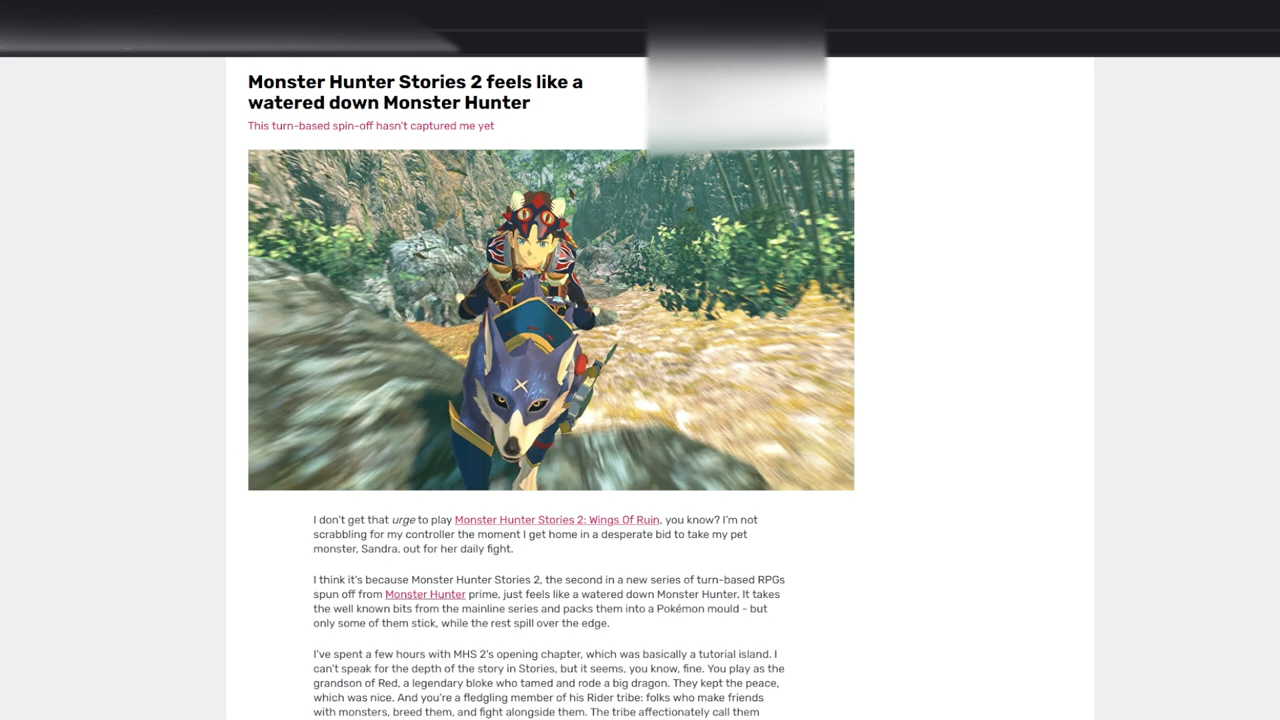 Monster Hunter Stories 2 feels like a
watered down Monster Hunter
This turn-based spin-off hasn't captured me yet
I don't get that urge to play Monster Hunter Stories 2: Wings Of Ruin, you know? I'm not
scrabbling for my controller the moment I get home in a desperate bid to take my pet
monster, Sandra, out for her daily fight.
I think it's because Monster Hunter Stories 2, the second in a new series of turn-based RPGs
spun off from Monster Hunter prime, just feels like a watered down Monster Hunter. It takes
the well known bits from the mainline series and packs them into a Pokémon mould - but
only some of them stick, while the rest spill over the edge.
I've spent a few hours with MHS 2's opening chapter, which was basically a tutorial island. I
can't speak for the depth of the story in Stories, but it seems, you know, fine. You play as the
grandson of Red, a legendary bloke who tamed and rode a big dragon. They kept the peace,
which was nice. And you're a fledgling member of his Rider tribe: folks who make friends
with monsters, breed them, and fight alongside them. The tribe affectionately call them